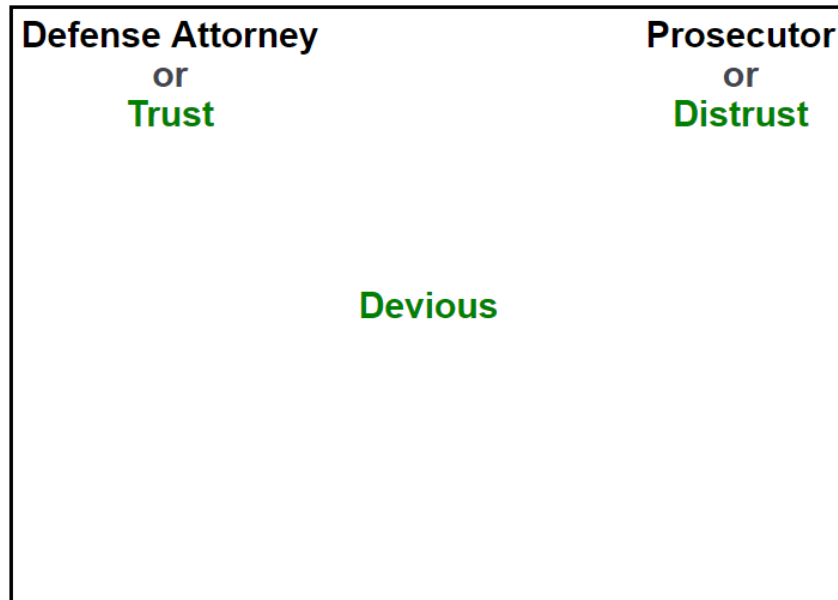 Defense Attorney
or
Trust
Prosecutor
or
Distrust
Devious